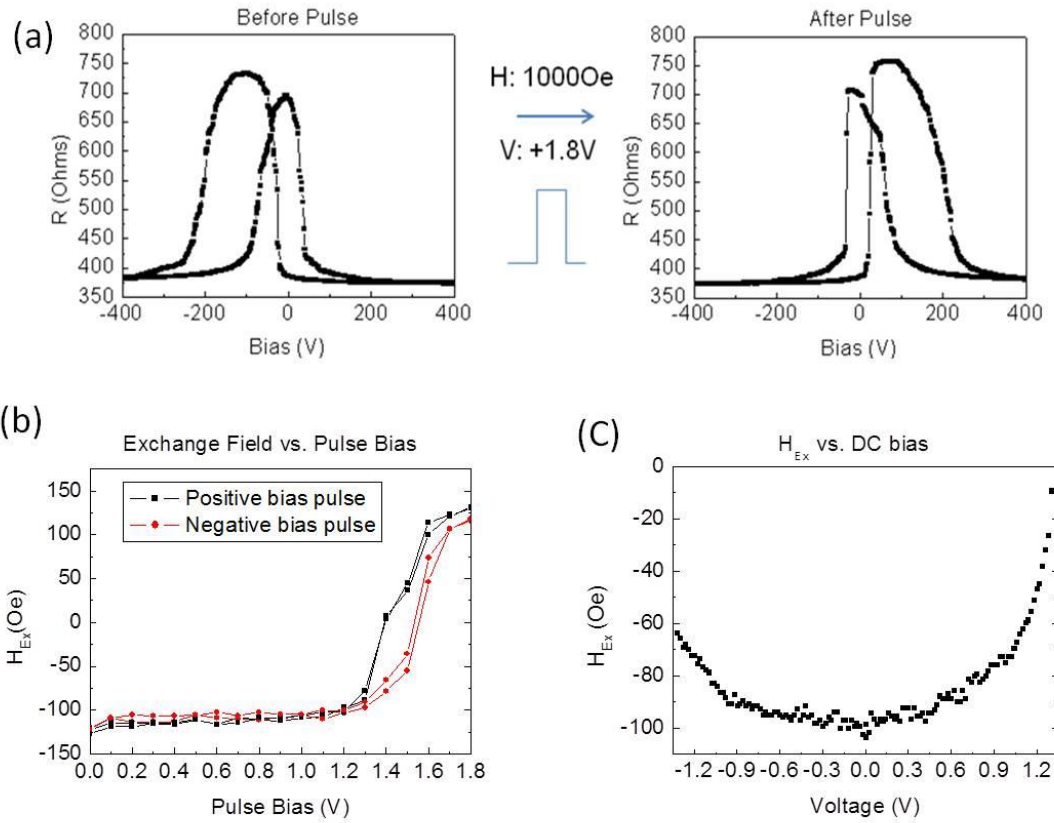 (a)
Before Pulse
800
750
700
650
600
550
500
450
400
350
R (Ohms)
-400 -200 0 200 400
Bias (V)
H: 1000Oe
V: +1.8V
After Pulse
800
750
700
650
600
550
500
450
400
350
R (Ohms)
-400 -200 0 200 400
Bias (V)
(b)
Exchange Field vs. Pulse Bias
150
100
50
0
-50
-100
-150
H_Ex(Oe)
Positive bias pulse
Negative bias pulse
0.0 0.2 0.4 0.6 0.8 1.0 1.2 1.4 1.6 1.8
Pulse Bias (V)
(C)
H_Ex vs. DC bias
0
-20
-40
-60
-80
-100
H_Ex (Oe)
-1.2 -0.9 -0.6 -0.3 0.0 0.3 0.6 0.9 1.2
Voltage (V)